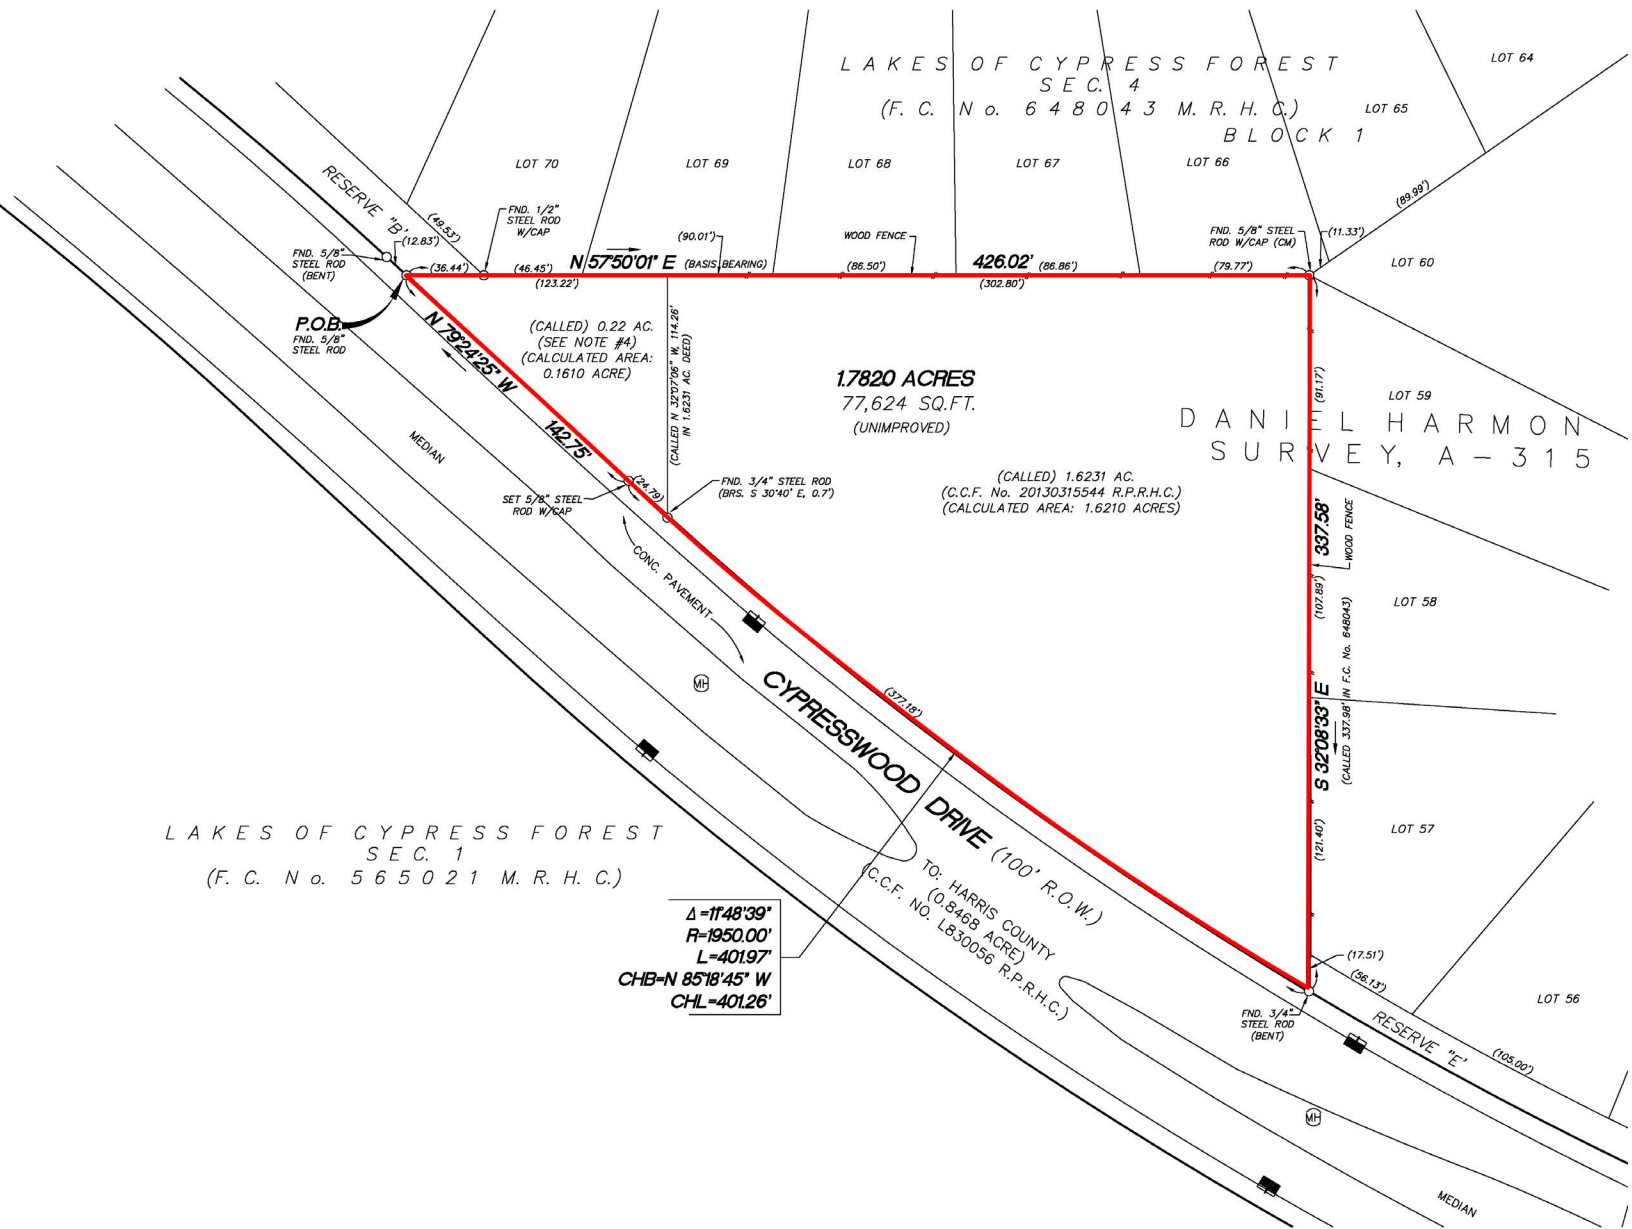 LAKES OF CYPRESS FOREST
SEC. 4
(F. C. No. 648043 M. R. H. C.)
BLOCK 1
LOT 64
LOT 65
LOT 70
LOT 69
LOT 68
LOT 67
LOT 66
RESERVE "B"
(49.53')
(12.83')
FND. 1/2"
STEEL ROD
W/CAP
FND. 5/8"
STEEL ROD
(BENT)
(90.01')
WOOD FENCE
FND. 5/8" STEEL
ROD W/CAP (CM)
(11.33')
(89.99')
(36.44')
(46.45')
N 57°50'01" E (BASIS BEARING)
(86.50')
426.02'
(86.86')
(79.77')
LOT 60
(123.22')
(302.80')
P.O.B.
FND. 5/8"
STEEL ROD
N 79°24'25" W
142.75'
(CALLED) 0.22 AC.
(SEE NOTE #4)
(CALCULATED AREA:
0.1610 ACRE)
(CALLED N 32°07'06" W, 114.26'
IN 1.6231 AC. DEED)
1.7820 ACRES
77,624 SQ.FT.
(UNIMPROVED)
(91.17')
LOT 59
DANIEL HARMON
SURVEY, A-315
MEDIAN
(CALLED) 1.6231 AC.
(C.C.F. No. 20130315544 R.P.R.H.C.)
(CALCULATED AREA: 1.6210 ACRES)
SET 5/8" STEEL
ROD W/CAP
(24.79')
FND. 3/4" STEEL ROD
(BRS. S 30°40' E, 0.7')
337.58'
WOOD FENCE
CONC. PAVEMENT
(107.89')
LOT 58
S 32°08'33" E
(CALLED 337.98' IN F.C. No. 648043)
MH
(377.18')
CYPRESSWOOD DRIVE (100' R.O.W.)
TO: HARRIS COUNTY
(0.8468 ACRE)
(C.C.F. NO. L830056 R.P.R.H.C.)
LOT 57
(121.40')
LAKES OF CYPRESS FOREST
SEC. 1
(F. C. No. 565021 M. R. H. C.)
Δ=11°48'39"
R=1950.00'
L=401.97'
CHB=N 85°18'45" W
CHL=401.26'
(17.51')
(56.13')
FND. 3/4"
STEEL ROD
(BENT)
LOT 56
RESERVE "E"
(105.00')
MH
MEDIAN